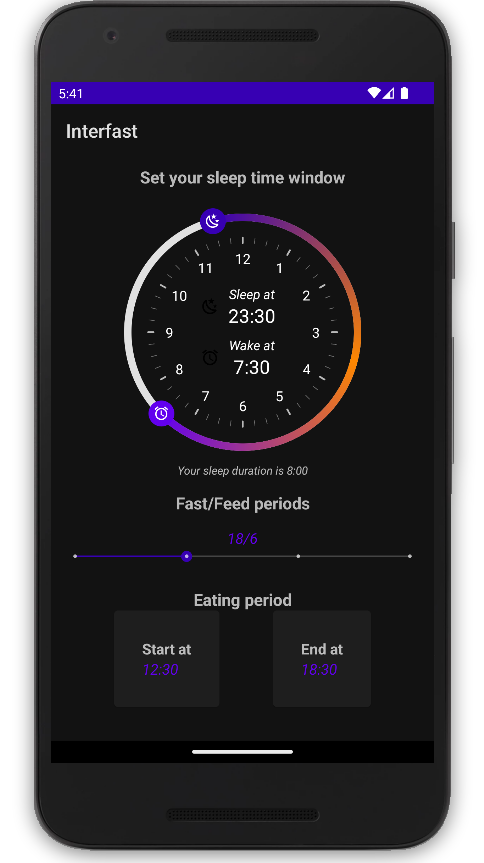 5:41
Interfast
Set your sleep time window
12
11
1
10
2
9
3
8
4
7
5
6
Sleep at
23:30
Wake at
7:30
Your sleep duration is 8:00
Fast/Feed periods
18/6
Eating period
Start at
12:30
End at
18:30